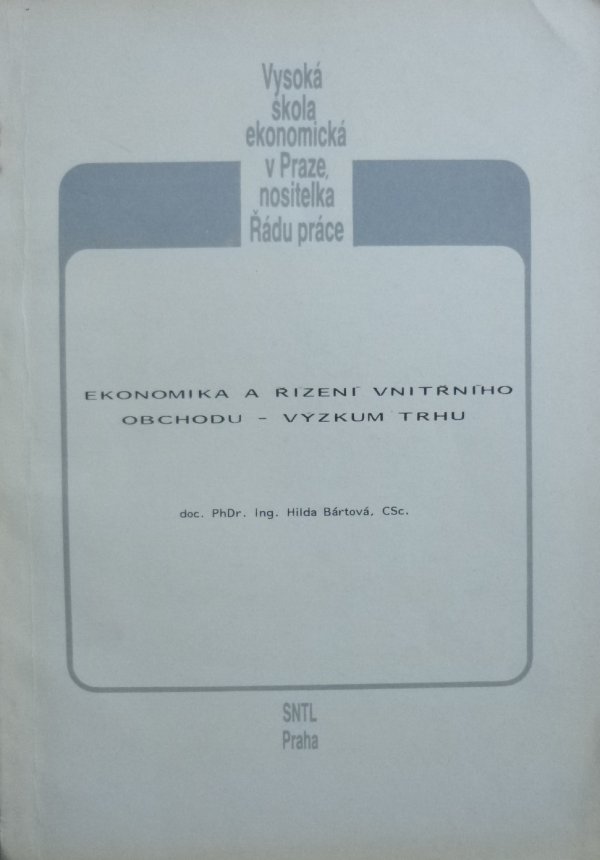 Vysoká
škola
ekonomická
v Praze,
nositelka
Řádu práce
EKONOMIKA A ŘÍZENÍ VNITŘNÍHO
OBCHODU - VÝZKUM TRHU
doc. PhDr. Ing. Hilda Bártová, CSc.
SNTL
Praha